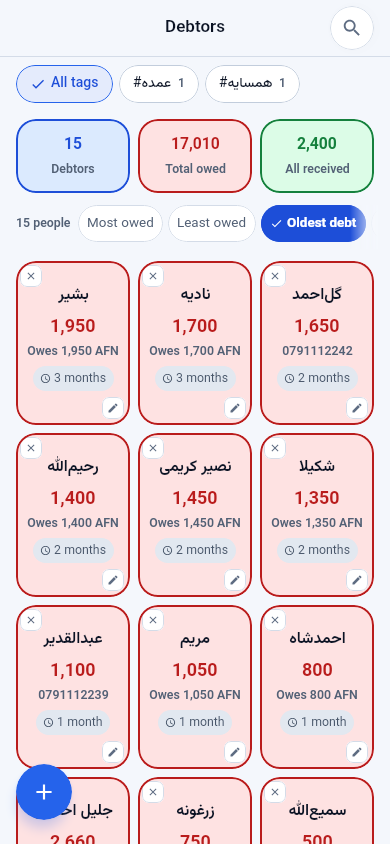 Debtors
All tags
#عمده 1
#همسایه 1
15
Debtors
17,010
Total owed
2,400
All received
15 people
Most owed
Least owed
Oldest debt
بشیر
1,950
Owes 1,950 AFN
3 months
نادیه
1,700
Owes 1,700 AFN
3 months
گل‌احمد
1,650
0791112242
2 months
رحیم‌الله
1,400
Owes 1,400 AFN
2 months
نصیر کریمی
1,450
Owes 1,450 AFN
2 months
شکیلا
1,350
Owes 1,350 AFN
2 months
عبدالقدیر
1,100
0791112239
1 month
مریم
1,050
Owes 1,050 AFN
1 month
احمدشاه
800
Owes 800 AFN
1 month
جلیل
2,660
زرغونه
750
سمیع‌الله
500